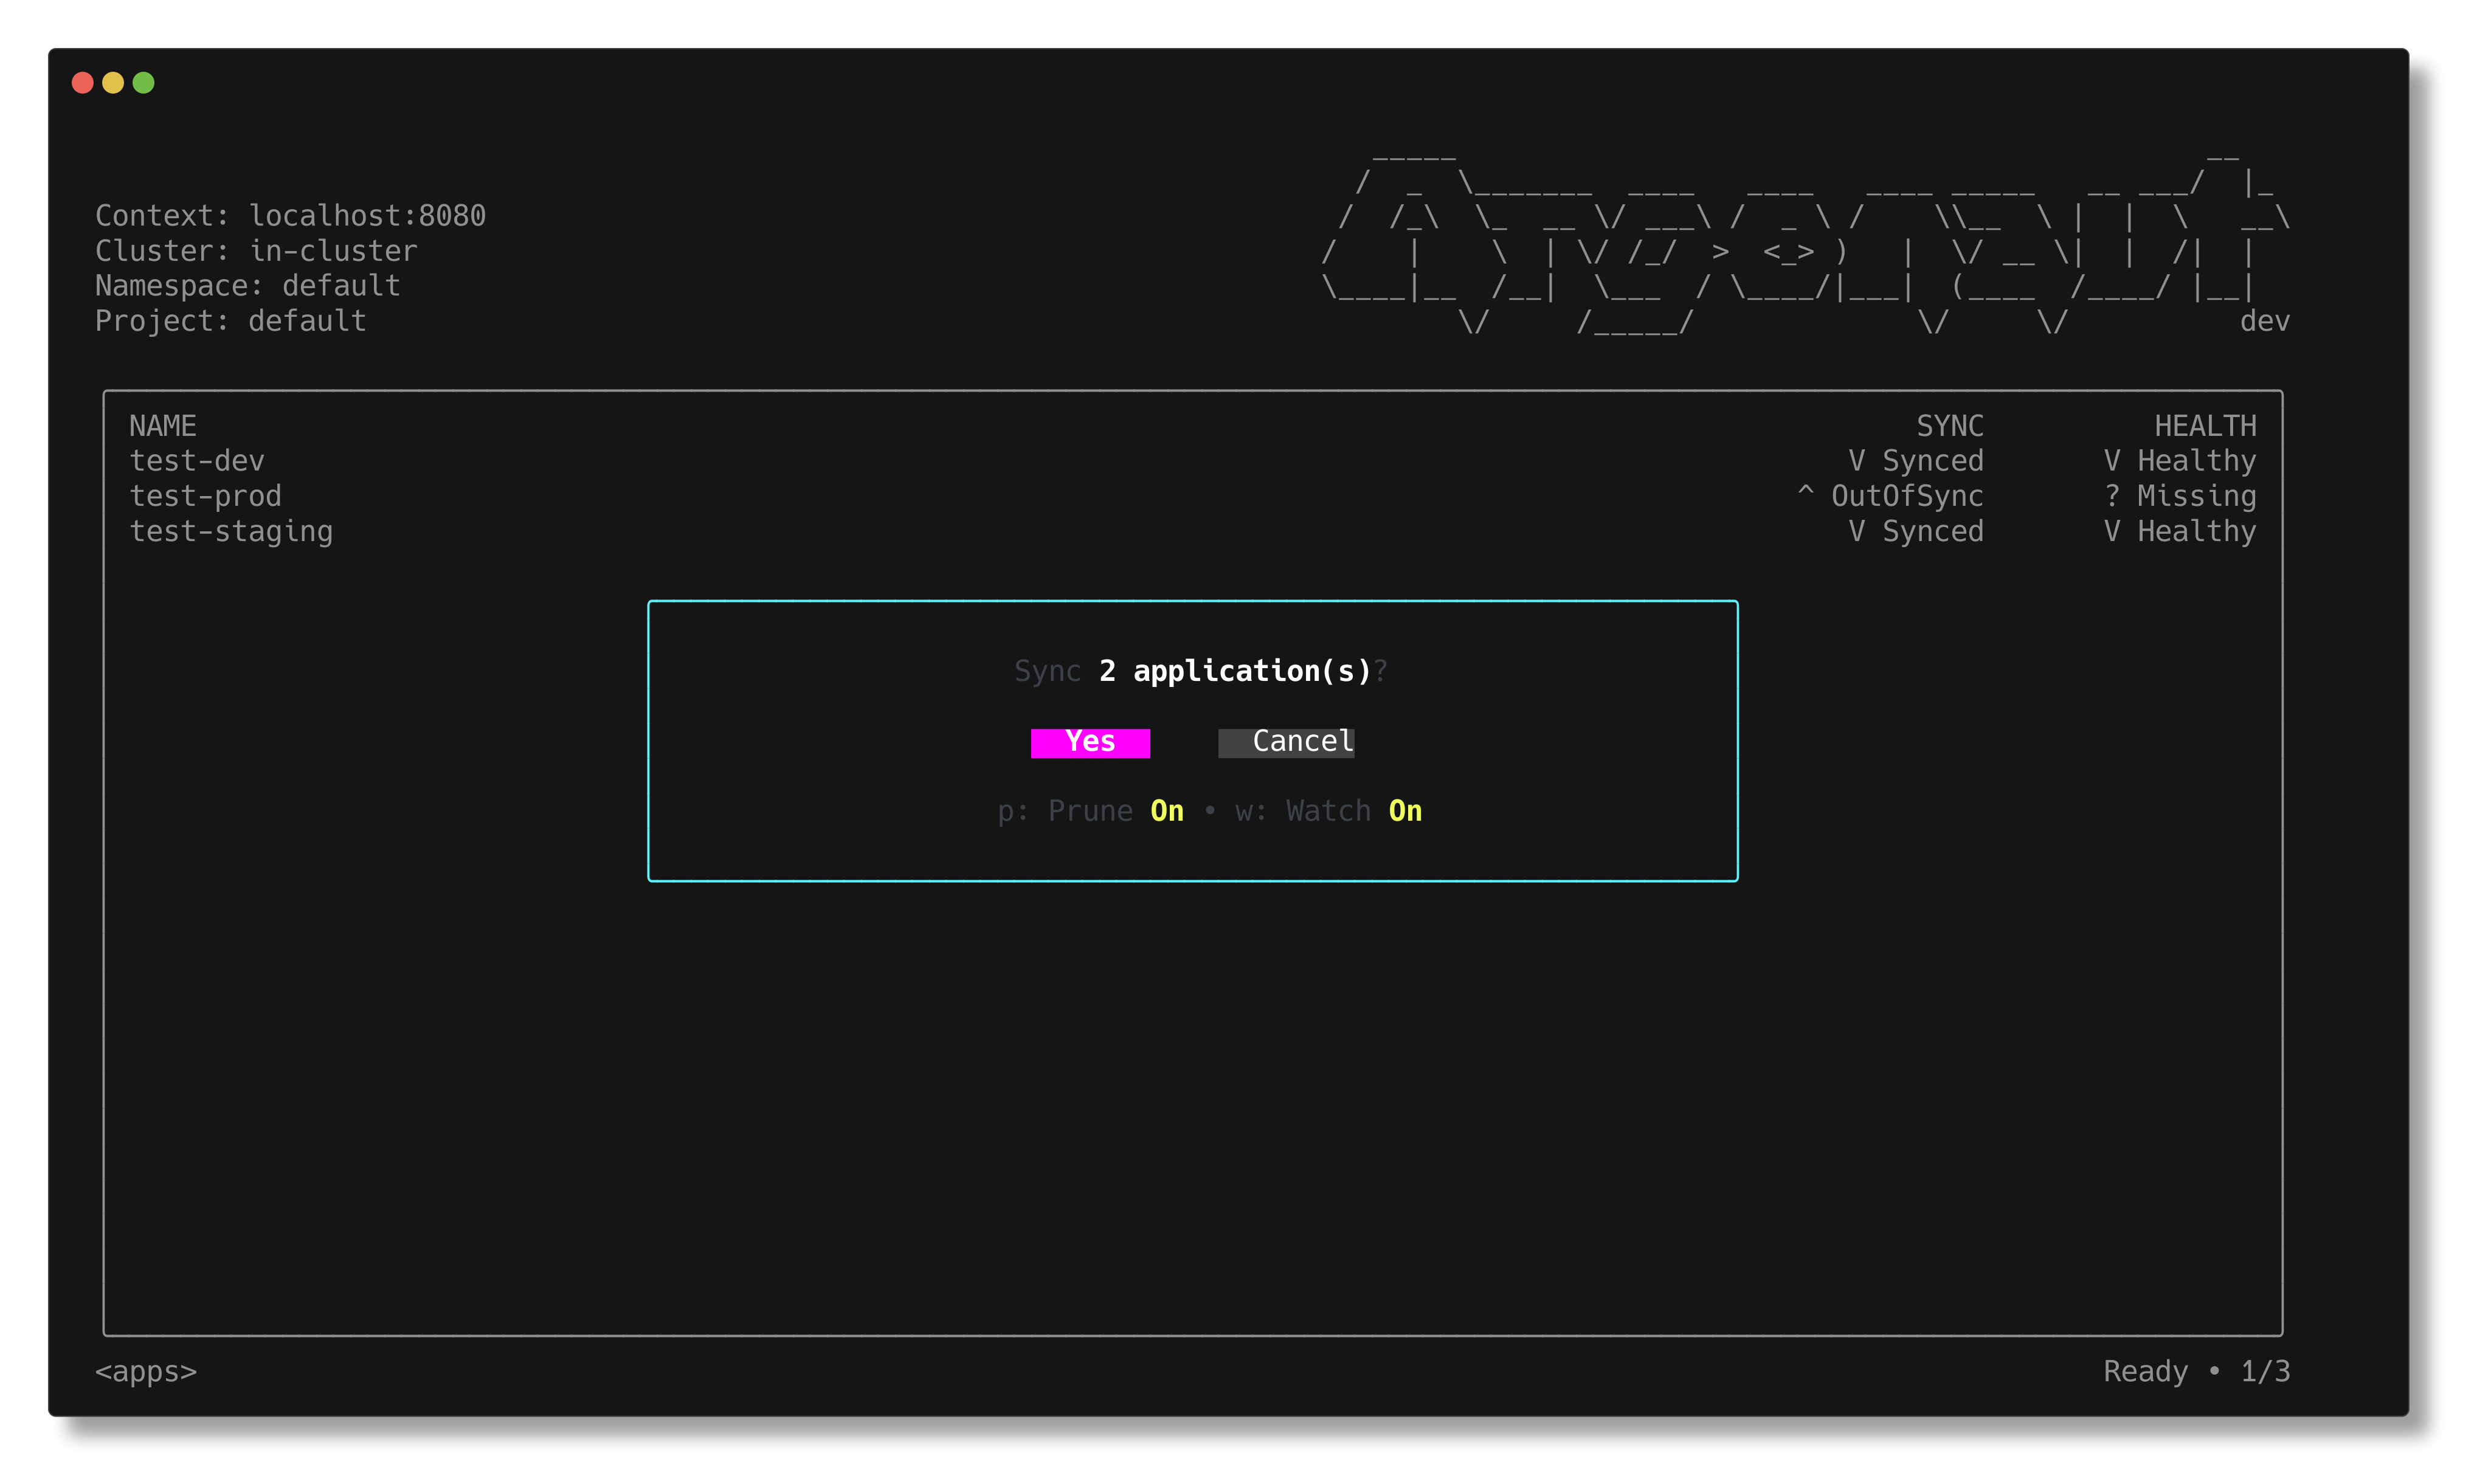 Context: localhost:8080
Cluster: in-cluster
Namespace: default
Project: default
Argonaut
dev
NAME SYNC HEALTH
test-dev V Synced V Healthy
test-prod ^ OutOfSync ? Missing
test-staging V Synced V Healthy
Sync 2 application(s)?
Yes Cancel
p: Prune On • w: Watch On
<apps> Ready • 1/3